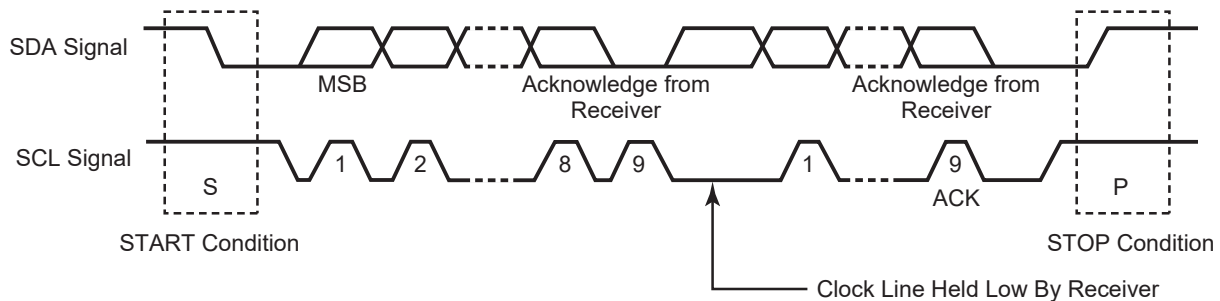 SDA Signal
MSB
Acknowledge from
Receiver
Acknowledge from
Receiver
SCL Signal
S
1
2
8
9
1
9
ACK
P
START Condition
STOP Condition
Clock Line Held Low By Receiver